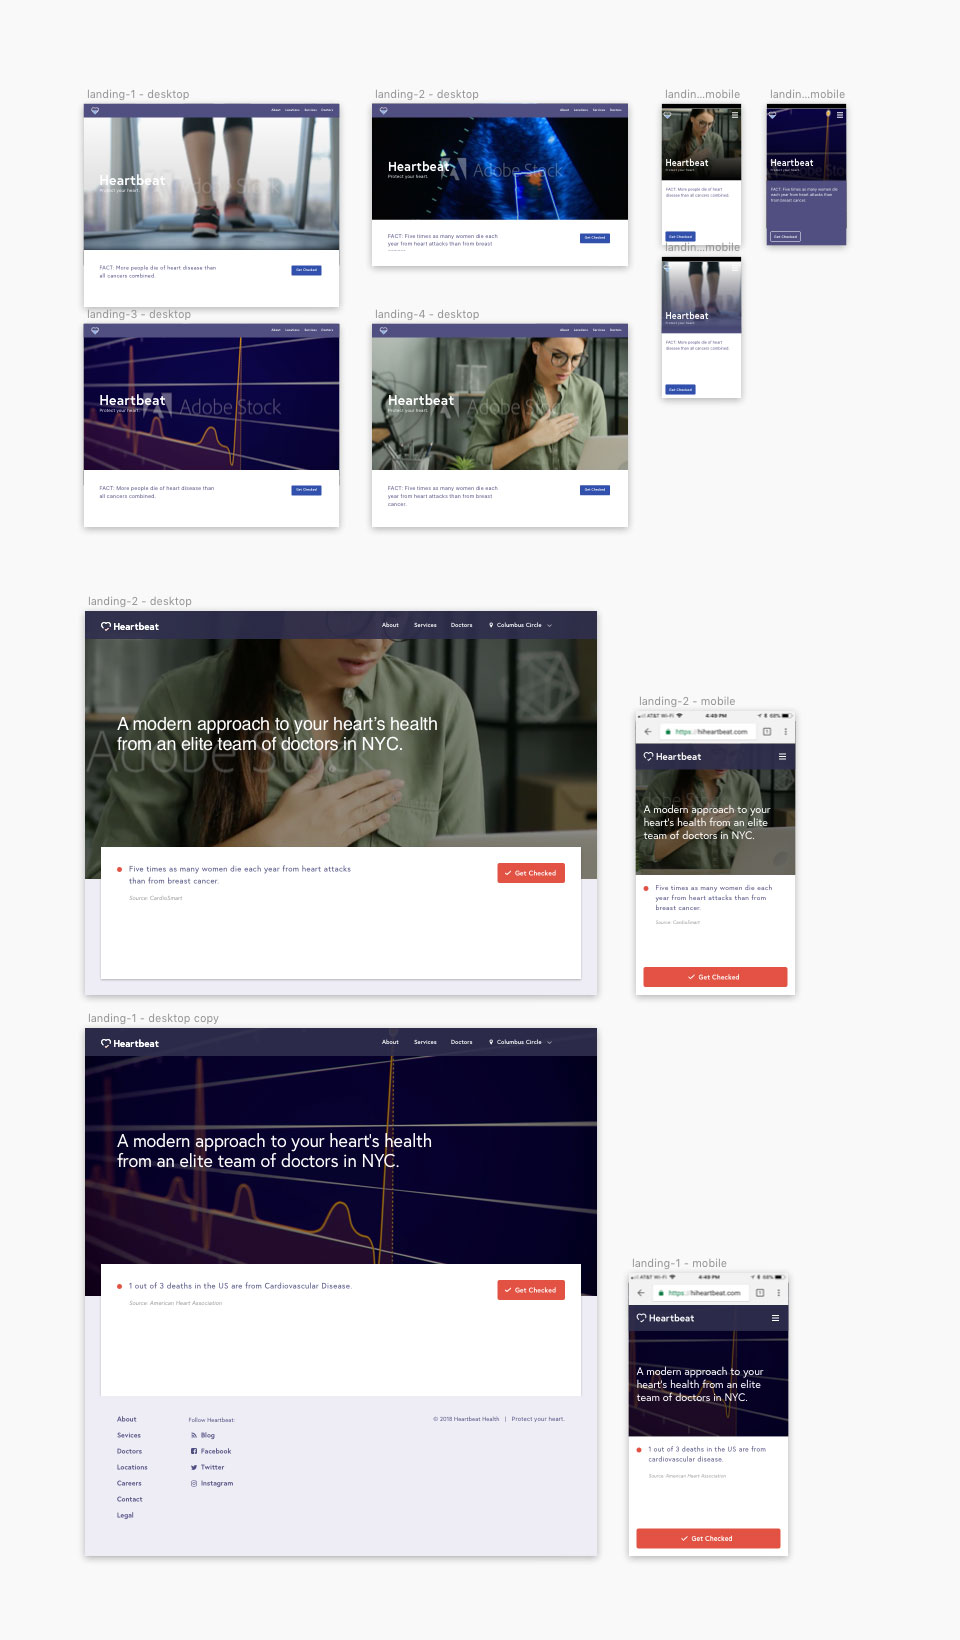 landing-1 - desktop
landing-2 - desktop
landin...mobile
landin...mobile
About Locations Services Doctors
Heartbeat
Protect your heart.
Adobe Stock
FACT: More people die of heart disease than
all cancers combined.
Get Checked
About Locations Services Doctors
Heartbeat
Protect your heart.
Adobe Stock
FACT: Five times as many women die each
year from heart attacks than from breast
Get Checked
Heartbeat
Protect your heart.
FACT: More people die of heart
disease than all cancers combined.
Get Checked
Heartbeat
Protect your heart.
FACT: Five times as many women die
each year from heart attacks than
from breast cancer.
Get Checked
landin...mobile
Heartbeat
Protect your heart.
FACT: More people die of heart
disease than all cancers combined.
Get Checked
landing-3 - desktop
landing-4 - desktop
About Locations Services Doctors
Heartbeat
Protect your heart.
Adobe Stock
FACT: More people die of heart disease than
all cancers combined.
Get Checked
About Locations Services Doctors
Heartbeat
Protect your heart.
Adobe Stock
FACT: Five times as many women die each
year from heart attacks than from breast
cancer.
Get Checked
landing-2 - desktop
Heartbeat
About Services Doctors Columbus Circle
A modern approach to your heart's health
from an elite team of doctors in NYC.
Adobe Stock
Five times as many women die each year from heart attacks
than from breast cancer.
Source: CardioSmart
Get Checked
landing-2 - mobile
AT&T Wi-Fi 4:49 PM 68%
https://hiheartbeat.com
Heartbeat
A modern approach to your
heart's health from an elite
team of doctors in NYC.
Five times as many women die each
year from heart attacks than from
breast cancer.
Source: CardioSmart
Get Checked
landing-1 - desktop copy
Heartbeat
About Services Doctors Columbus Circle
A modern approach to your heart's health
from an elite team of doctors in NYC.
1 out of 3 deaths in the US are from Cardiovascular Disease.
Source: American Heart Association
Get Checked
About
Sevices
Doctors
Locations
Careers
Contact
Legal
Follow Heartbeat:
Blog
Facebook
Twitter
Instagram
© 2018 Heartbeat Health | Protect your heart.
landing-1 - mobile
AT&T Wi-Fi 4:49 PM 68%
https://hiheartbeat.com
Heartbeat
A modern approach to your
heart's health from an elite
team of doctors in NYC.
1 out of 3 deaths in the US are from
cardiovascular disease.
Source: American Heart Association
Get Checked